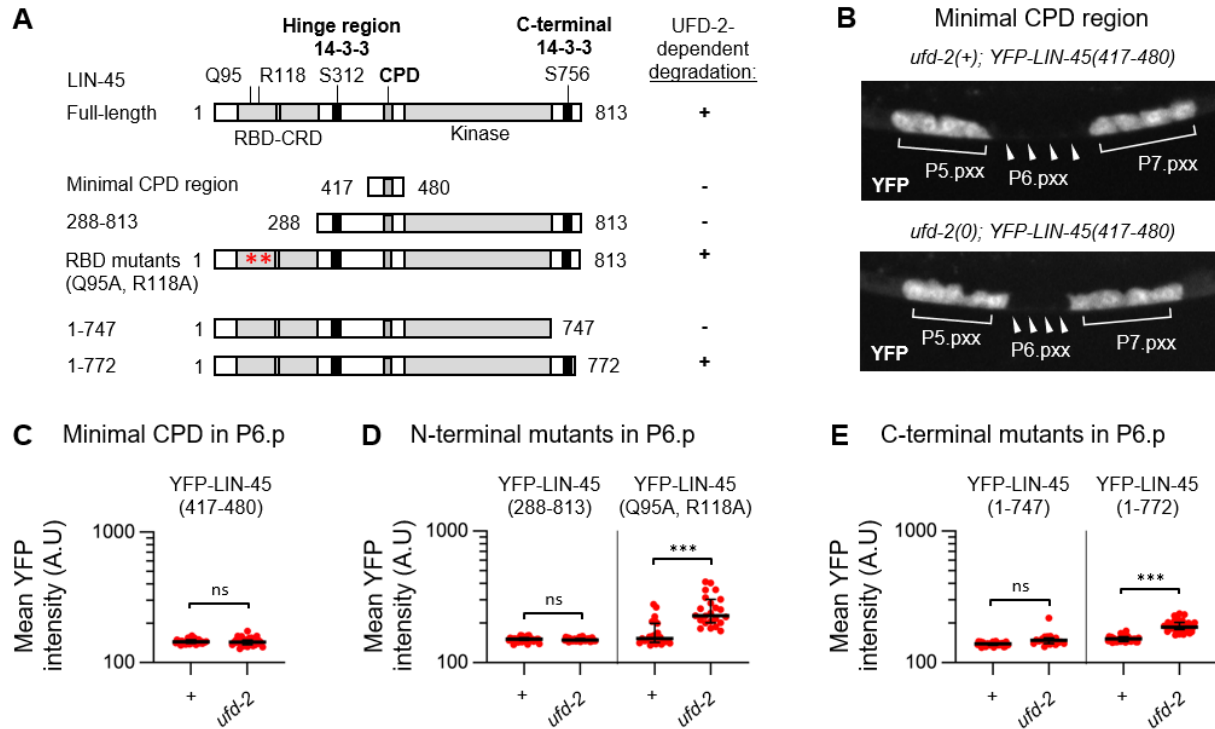 A
Hinge region
14-3-3
C-terminal
14-3-3
UFD-2-
dependent
degradation:
LIN-45
Q95
R118
S312
CPD
S756
Full-length
1
813
+
RBD-CRD
Kinase
Minimal CPD region
417
480
-
288-813
288
813
-
RBD mutants
(Q95A, R118A)
1
**
813
+
1-747
1
747
-
1-772
1
772
+
B
Minimal CPD region
ufd-2(+); YFP-LIN-45(417-480)
P5.pxx
P6.pxx
P7.pxx
YFP
ufd-2(0); YFP-LIN-45(417-480)
P5.pxx
P6.pxx
P7.pxx
YFP
C
Minimal CPD in P6.p
YFP-LIN-45
(417-480)
Mean YFP
intensity (A.U)
1000
100
ns
+
ufd-2
D
N-terminal mutants in P6.p
YFP-LIN-45
(288-813)
YFP-LIN-45
(Q95A, R118A)
Mean YFP
intensity (A.U)
1000
100
ns
***
+
ufd-2
+
ufd-2
E
C-terminal mutants in P6.p
YFP-LIN-45
(1-747)
YFP-LIN-45
(1-772)
Mean YFP
intensity (A.U)
1000
100
ns
***
+
ufd-2
+
ufd-2